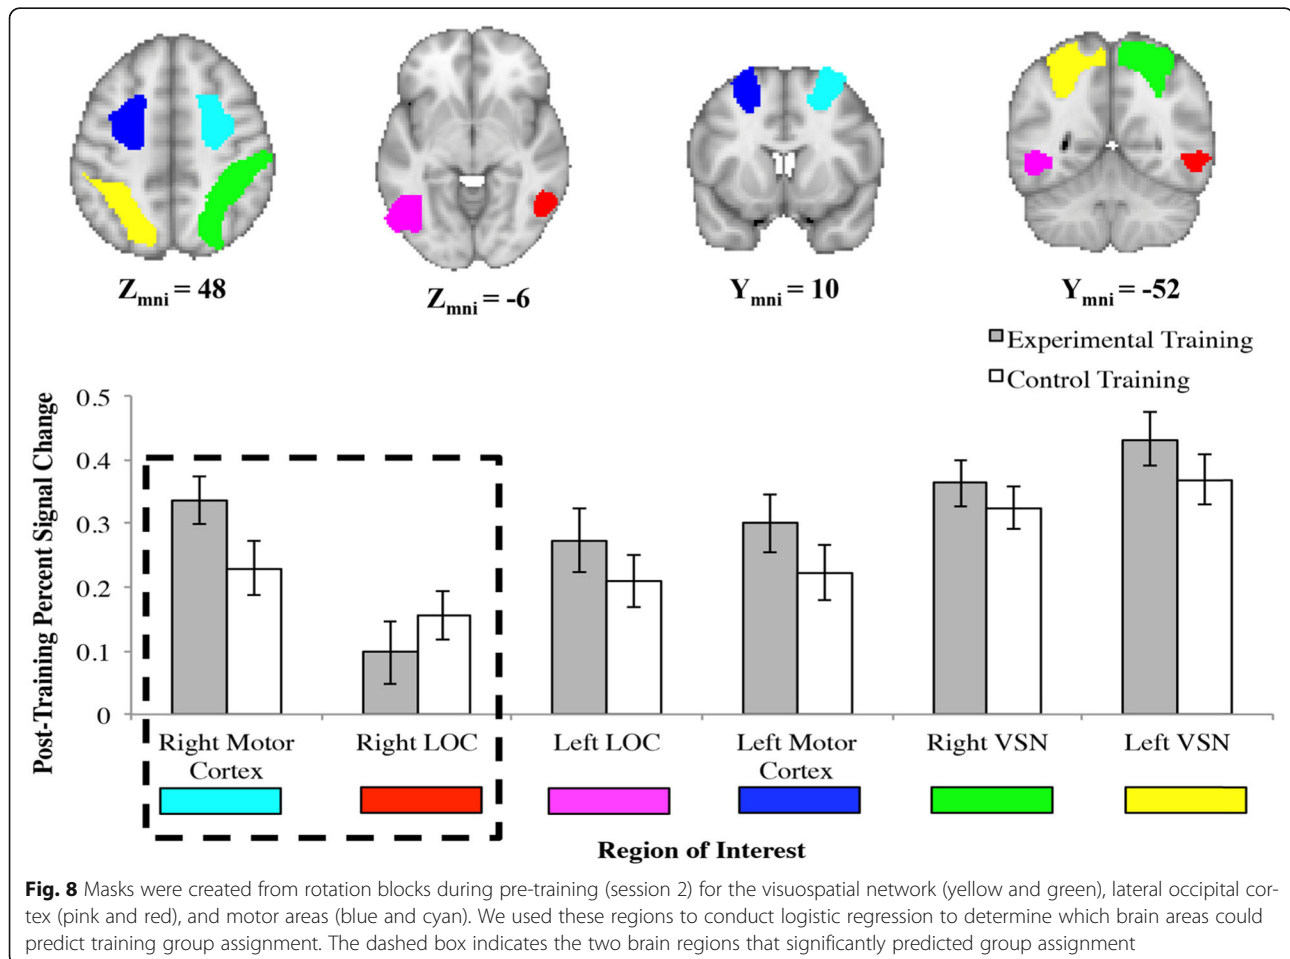 Zmni = 48
Zmni = -6
Ymni = 10
Ymni = -52
Experimental Training
Control Training
Post-Training Percent Signal Change
0.5
0.4
0.3
0.2
0.1
0
Right Motor
Cortex
Right LOC
Left LOC
Left Motor
Cortex
Right VSN
Left VSN
Region of Interest
Fig. 8 Masks were created from rotation blocks during pre-training (session 2) for the visuospatial network (yellow and green), lateral occipital cor-
tex (pink and red), and motor areas (blue and cyan). We used these regions to conduct logistic regression to determine which brain areas could
predict training group assignment. The dashed box indicates the two brain regions that significantly predicted group assignment